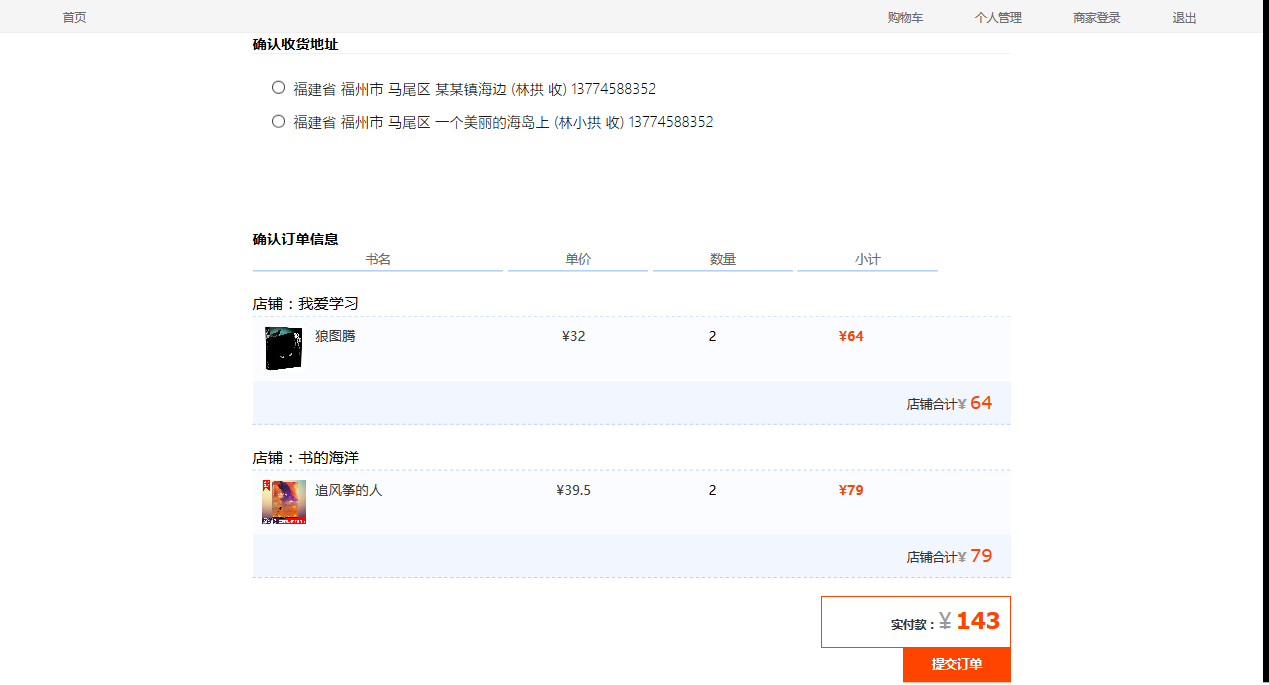 首页 购物车 个人管理 商家登录 退出
确认收货地址
福建省 福州市 马尾区 某某镇海边 (林拱 收) 13774588352
福建省 福州市 马尾区 一个美丽的海岛上 (林小拱 收) 13774588352
确认订单信息
书名 单价 数量 小计
店铺：我爱学习
狼图腾 ¥32 2 ¥64
店铺合计¥ 64
店铺：书的海洋
追风筝的人 ¥39.5 2 ¥79
店铺合计¥ 79
实付款：¥ 143
提交订单